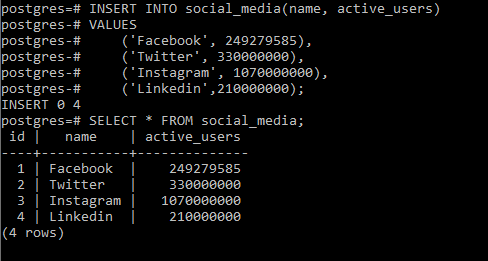 postgres=# INSERT INTO social_media(name, active_users)
postgres-# VALUES
postgres-#     ('Facebook', 249279585),
postgres-#     ('Twitter', 330000000),
postgres-#     ('Instagram', 1070000000),
postgres-#     ('Linkedin',210000000);
INSERT 0 4
postgres=# SELECT * FROM social_media;
 id |   name    | active_users
----+-----------+--------------
  1 | Facebook  |    249279585
  2 | Twitter   |    330000000
  3 | Instagram |   1070000000
  4 | Linkedin  |    210000000
(4 rows)